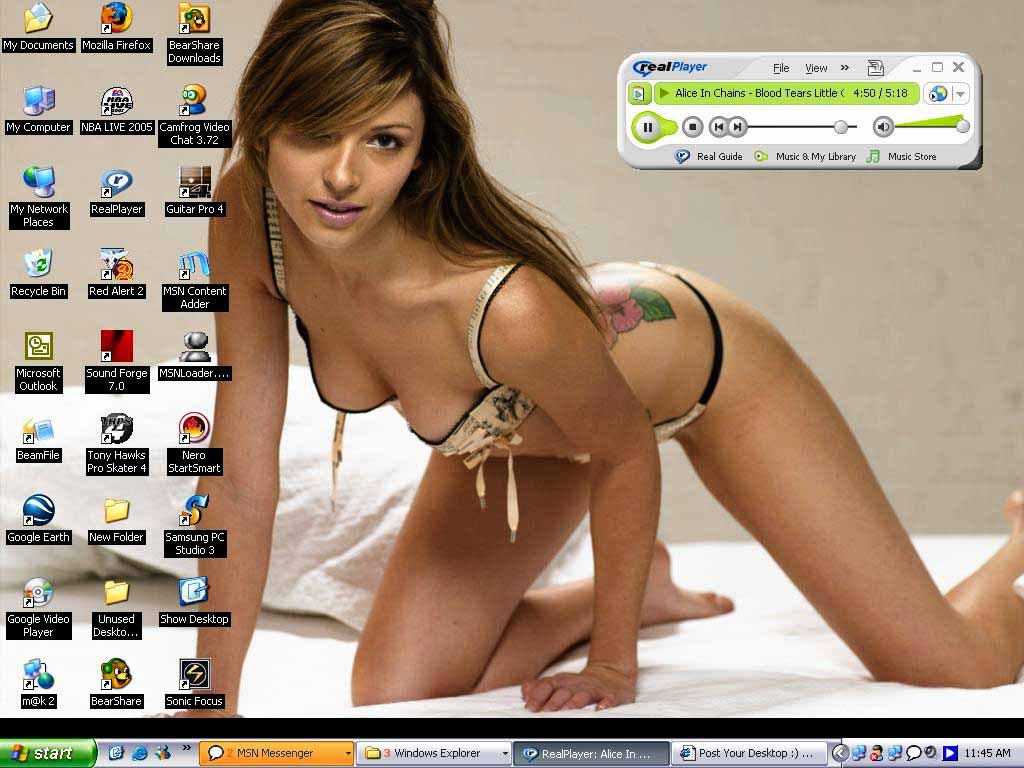 My Documents
Mozilla Firefox
BearShare
Downloads
My Computer
NBA LIVE 2005
Camfrog Video
Chat 3.72
My Network
Places
RealPlayer
Guitar Pro 4
Recycle Bin
Red Alert 2
MSN Content
Adder
Microsoft
Outlook
Sound Forge
7.0
MSNLoader....
BeamFile
Tony Hawks
Pro Skater 4
Nero
StartSmart
Google Earth
New Folder
Samsung PC
Studio 3
Google Video
Player
Unused
Deskto...
Show Desktop
m@k 2
BearShare
Sonic Focus
realPlayer File View »
Alice In Chains - Blood Tears Little 4:50 / 5:18
Real Guide Music & My Library Music Store
start » 2 MSN Messenger 3 Windows Explorer RealPlayer: Alice In ... Post Your Desktop :) ... 11:45 AM